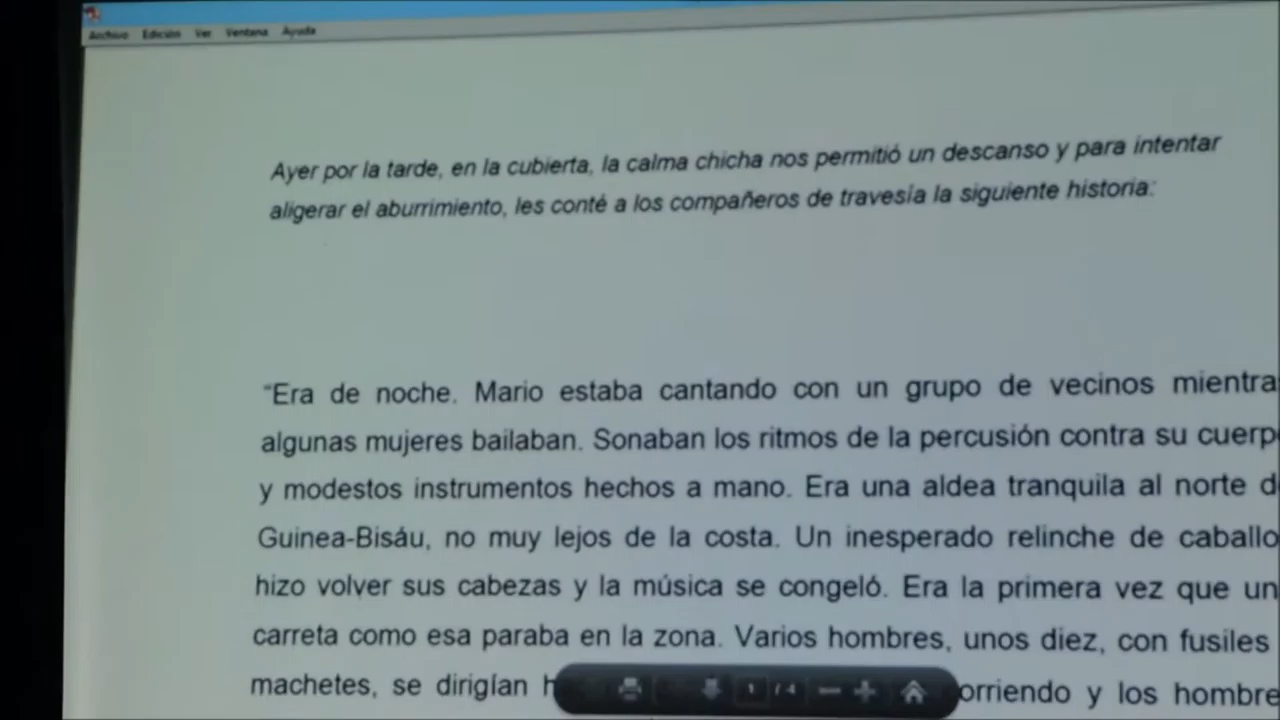 Archivo Edición Ver Ventana Ayuda
Ayer por la tarde, en la cubierta, la calma chicha nos permitió un descanso y para intentar
aligerar el aburrimiento, les conté a los compañeros de travesía la siguiente historia:
“Era de noche. Mario estaba cantando con un grupo de vecinos mientra
algunas mujeres bailaban. Sonaban los ritmos de la percusión contra su cuerp
y modestos instrumentos hechos a mano. Era una aldea tranquila al norte d
Guinea-Bisáu, no muy lejos de la costa. Un inesperado relinche de caballo
hizo volver sus cabezas y la música se congeló. Era la primera vez que un
carreta como esa paraba en la zona. Varios hombres, unos diez, con fusiles
machetes, se dirigían h orriendo y los hombre
1 / 4